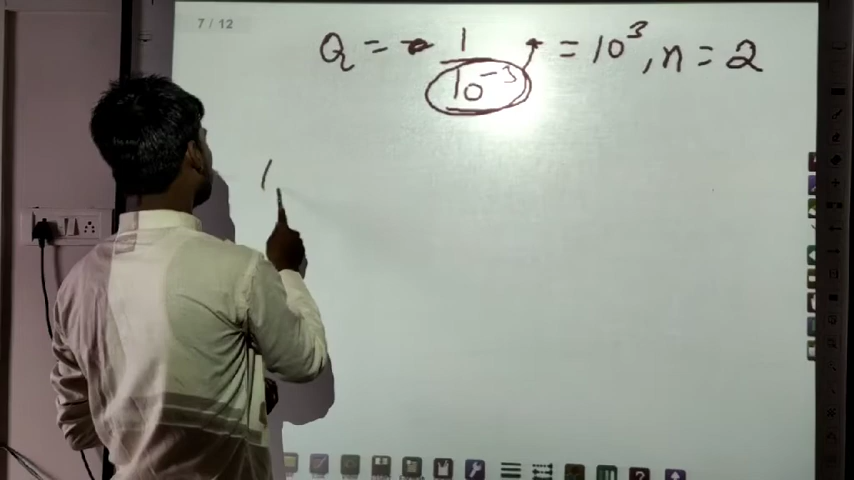 7 / 12
Q = 1 / 10⁻³ = 10³, n = 2